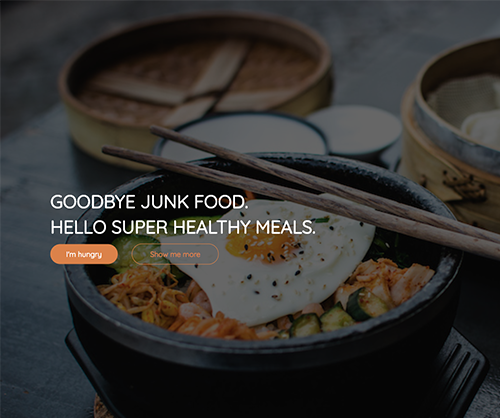 GOODBYE JUNK FOOD.
HELLO SUPER HEALTHY MEALS.
I'm hungry
Show me more